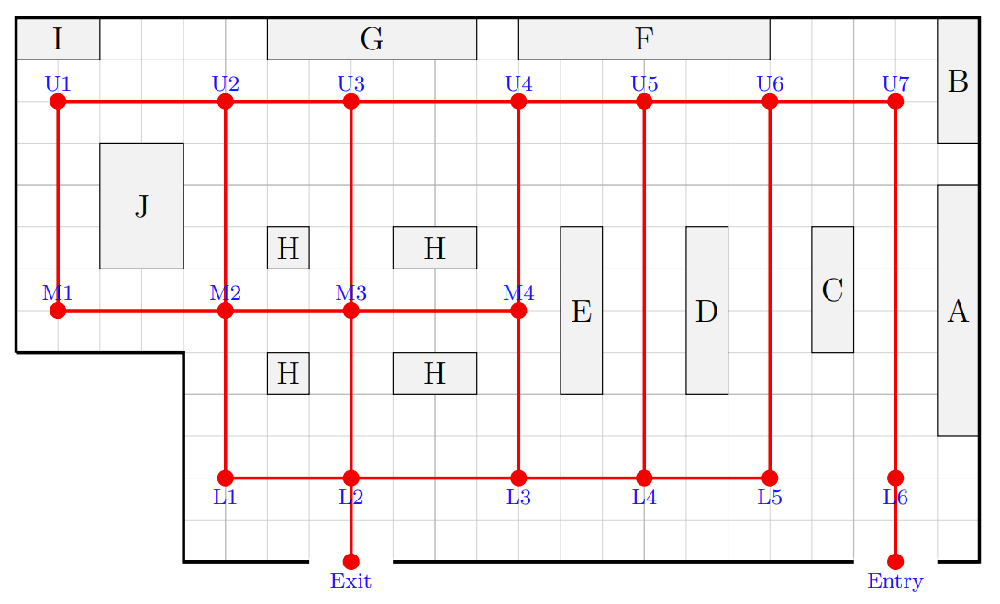 I G F
B
U1 U2 U3 U4 U5 U6 U7
J
H H
C
M1 M2 M3 M4
E D A
H H
L1 L2 L3 L4 L5 L6
Exit Entry